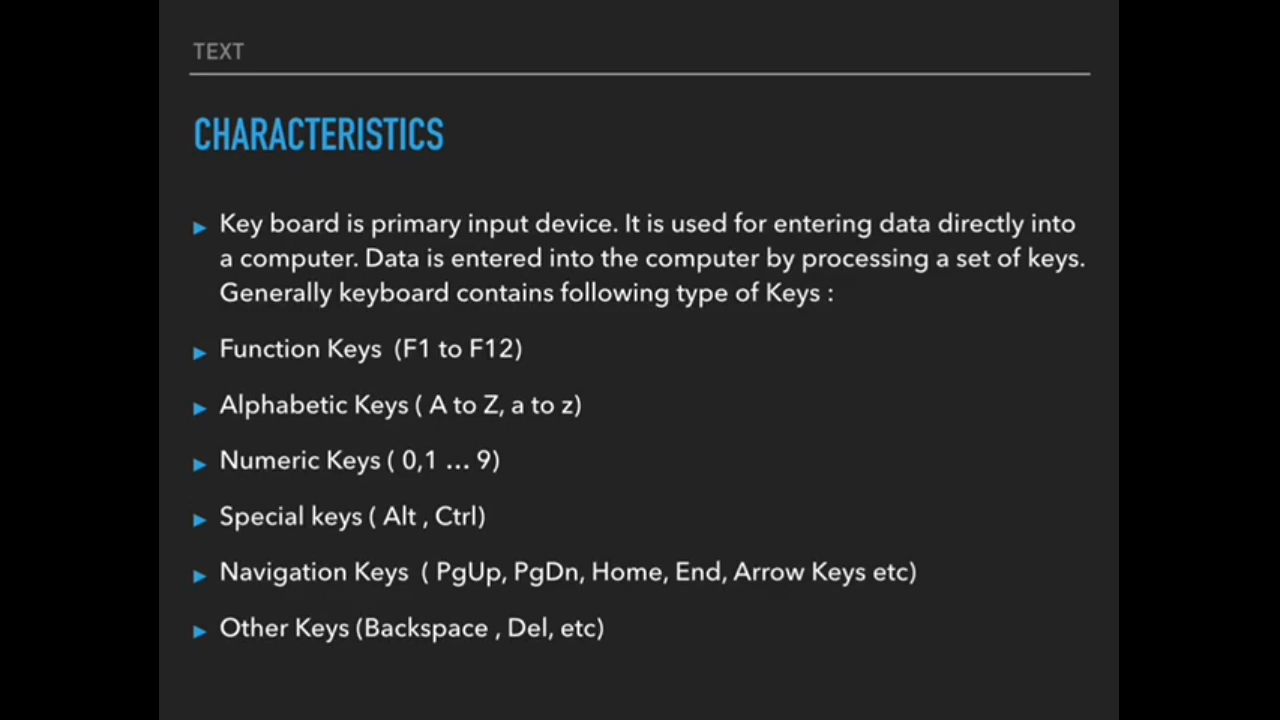 TEXT
CHARACTERISTICS
▸ Key board is primary input device. It is used for entering data directly into
a computer. Data is entered into the computer by processing a set of keys.
Generally keyboard contains following type of Keys :
▸ Function Keys  (F1 to F12)
▸ Alphabetic Keys ( A to Z, a to z)
▸ Numeric Keys ( 0,1 … 9)
▸ Special keys ( Alt , Ctrl)
▸ Navigation Keys  ( PgUp, PgDn, Home, End, Arrow Keys etc)
▸ Other Keys (Backspace , Del, etc)